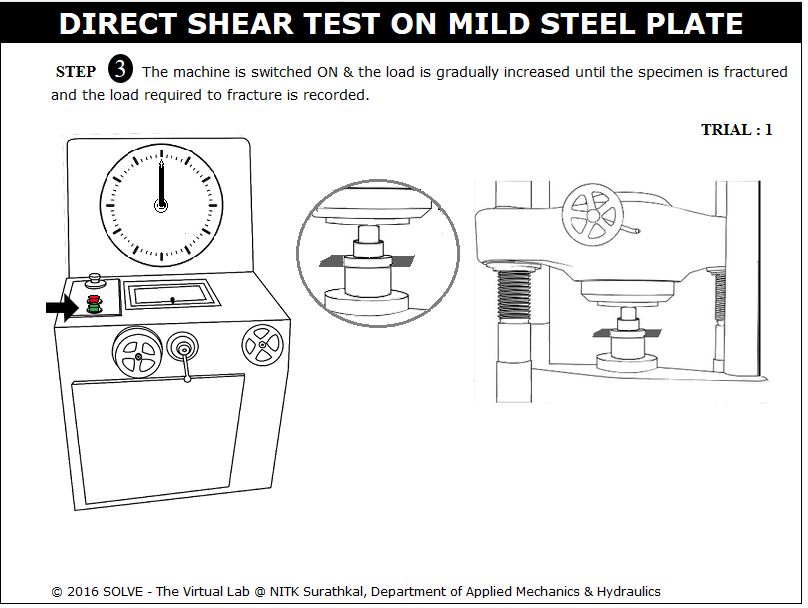 DIRECT SHEAR TEST ON MILD STEEL PLATE
STEP 3 The machine is switched ON & the load is gradually increased until the specimen is fractured
and the load required to fracture is recorded.
TRIAL : 1
© 2016 SOLVE - The Virtual Lab @ NITK Surathkal, Department of Applied Mechanics & Hydraulics